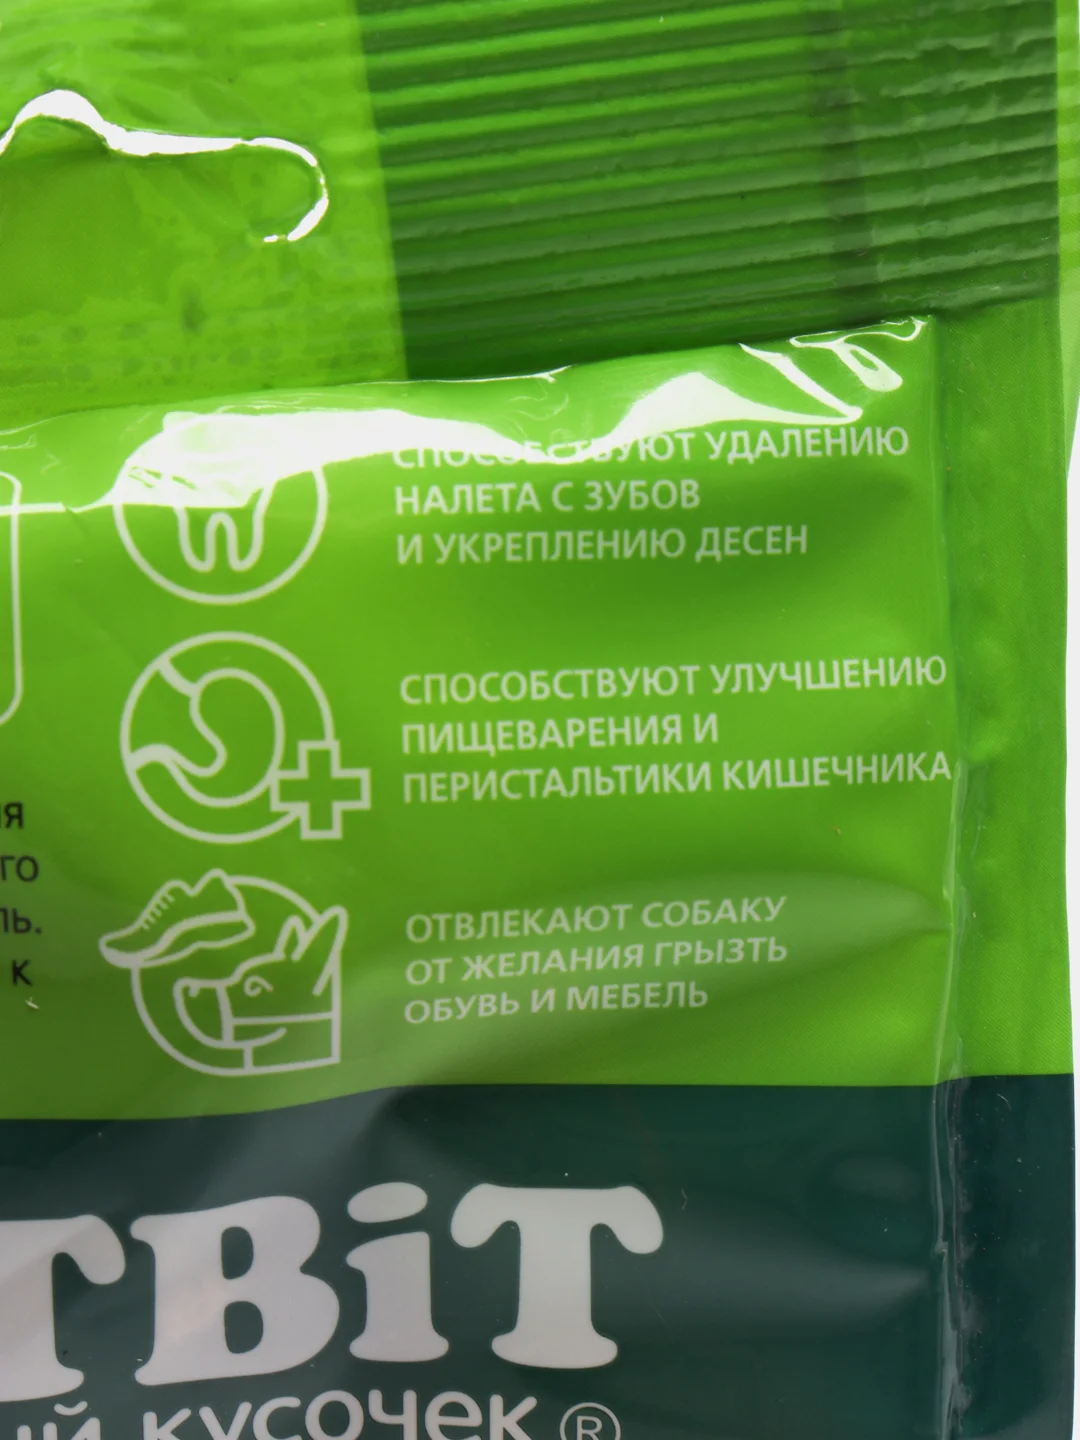 СПОСОБСТВУЮТ УДАЛЕНИЮ
НАЛЕТА С ЗУБОВ
И УКРЕПЛЕНИЮ ДЕСЕН
СПОСОБСТВУЮТ УЛУЧШЕНИЮ
ПИЩЕВАРЕНИЯ И
ПЕРИСТАЛЬТИКИ КИШЕЧНИКА
ОТВЛЕКАЮТ СОБАКУ
ОТ ЖЕЛАНИЯ ГРЫЗТЬ
ОБУВЬ И МЕБЕЛЬ
к
TBiT
кусочек®